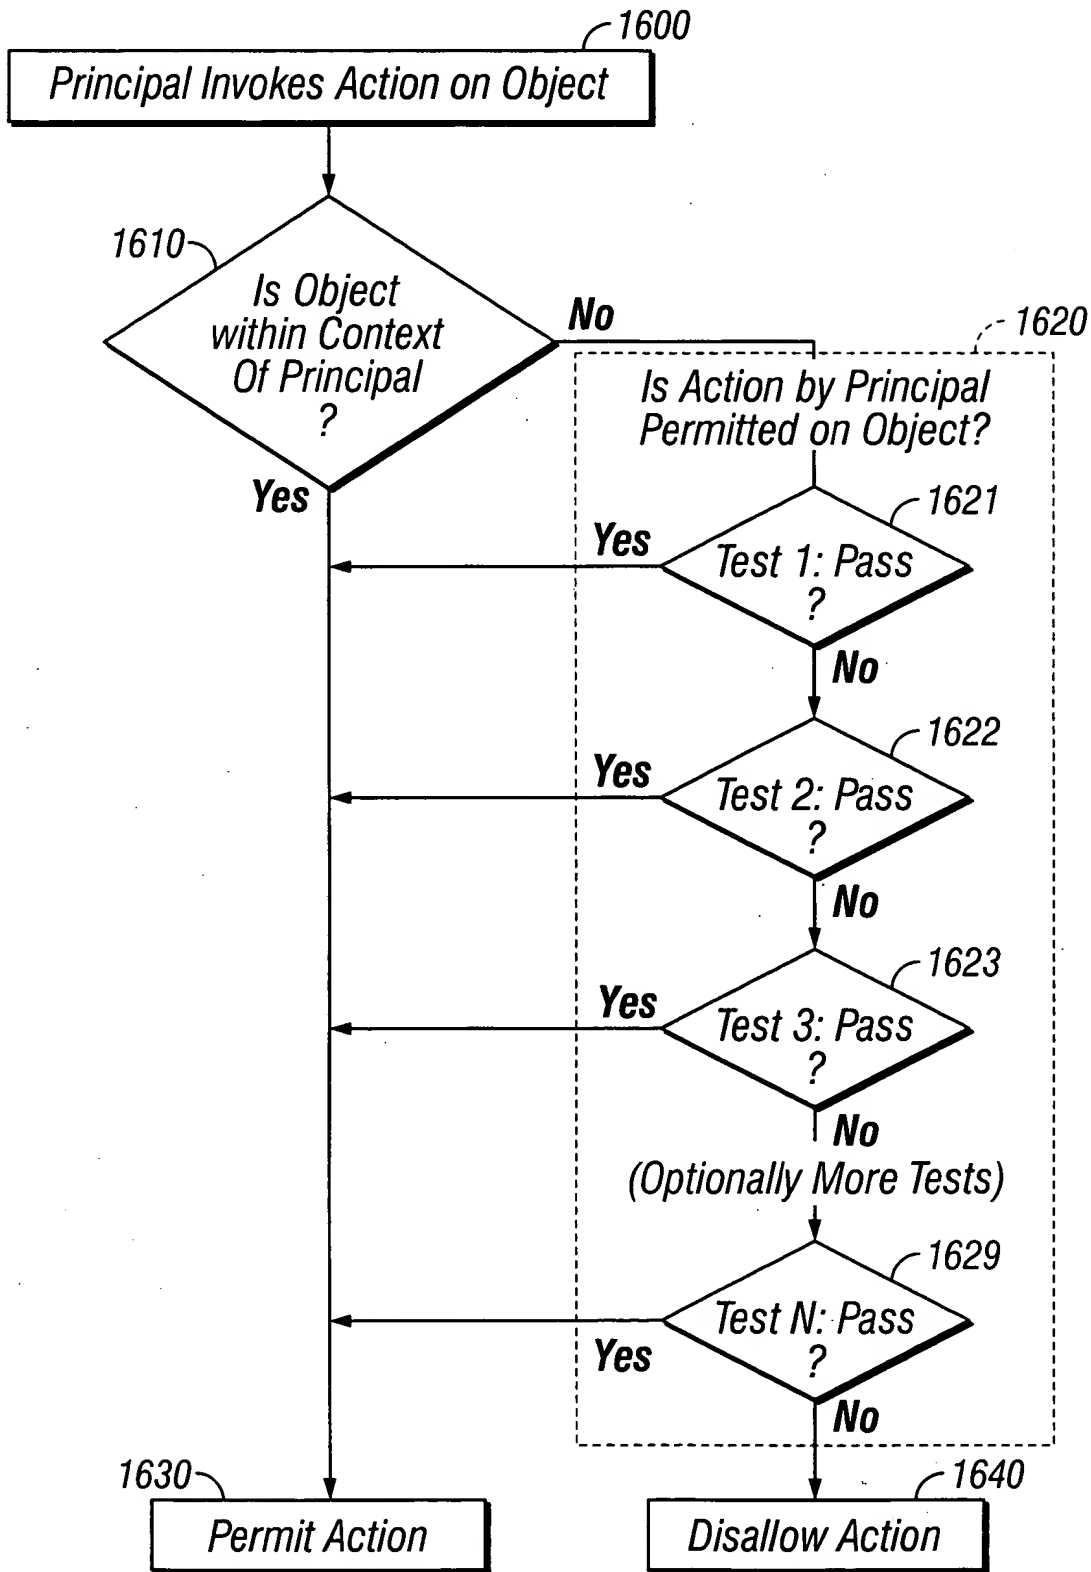 1600
Principal Invokes Action on Object
1610
Is Object
within Context
Of Principal
?
No
Yes
1620
Is Action by Principal
Permitted on Object?
1621
Test 1: Pass
?
Yes
No
1622
Test 2: Pass
?
Yes
No
1623
Test 3: Pass
?
Yes
No
(Optionally More Tests)
1629
Test N: Pass
?
Yes
No
1630
Permit Action
1640
Disallow Action